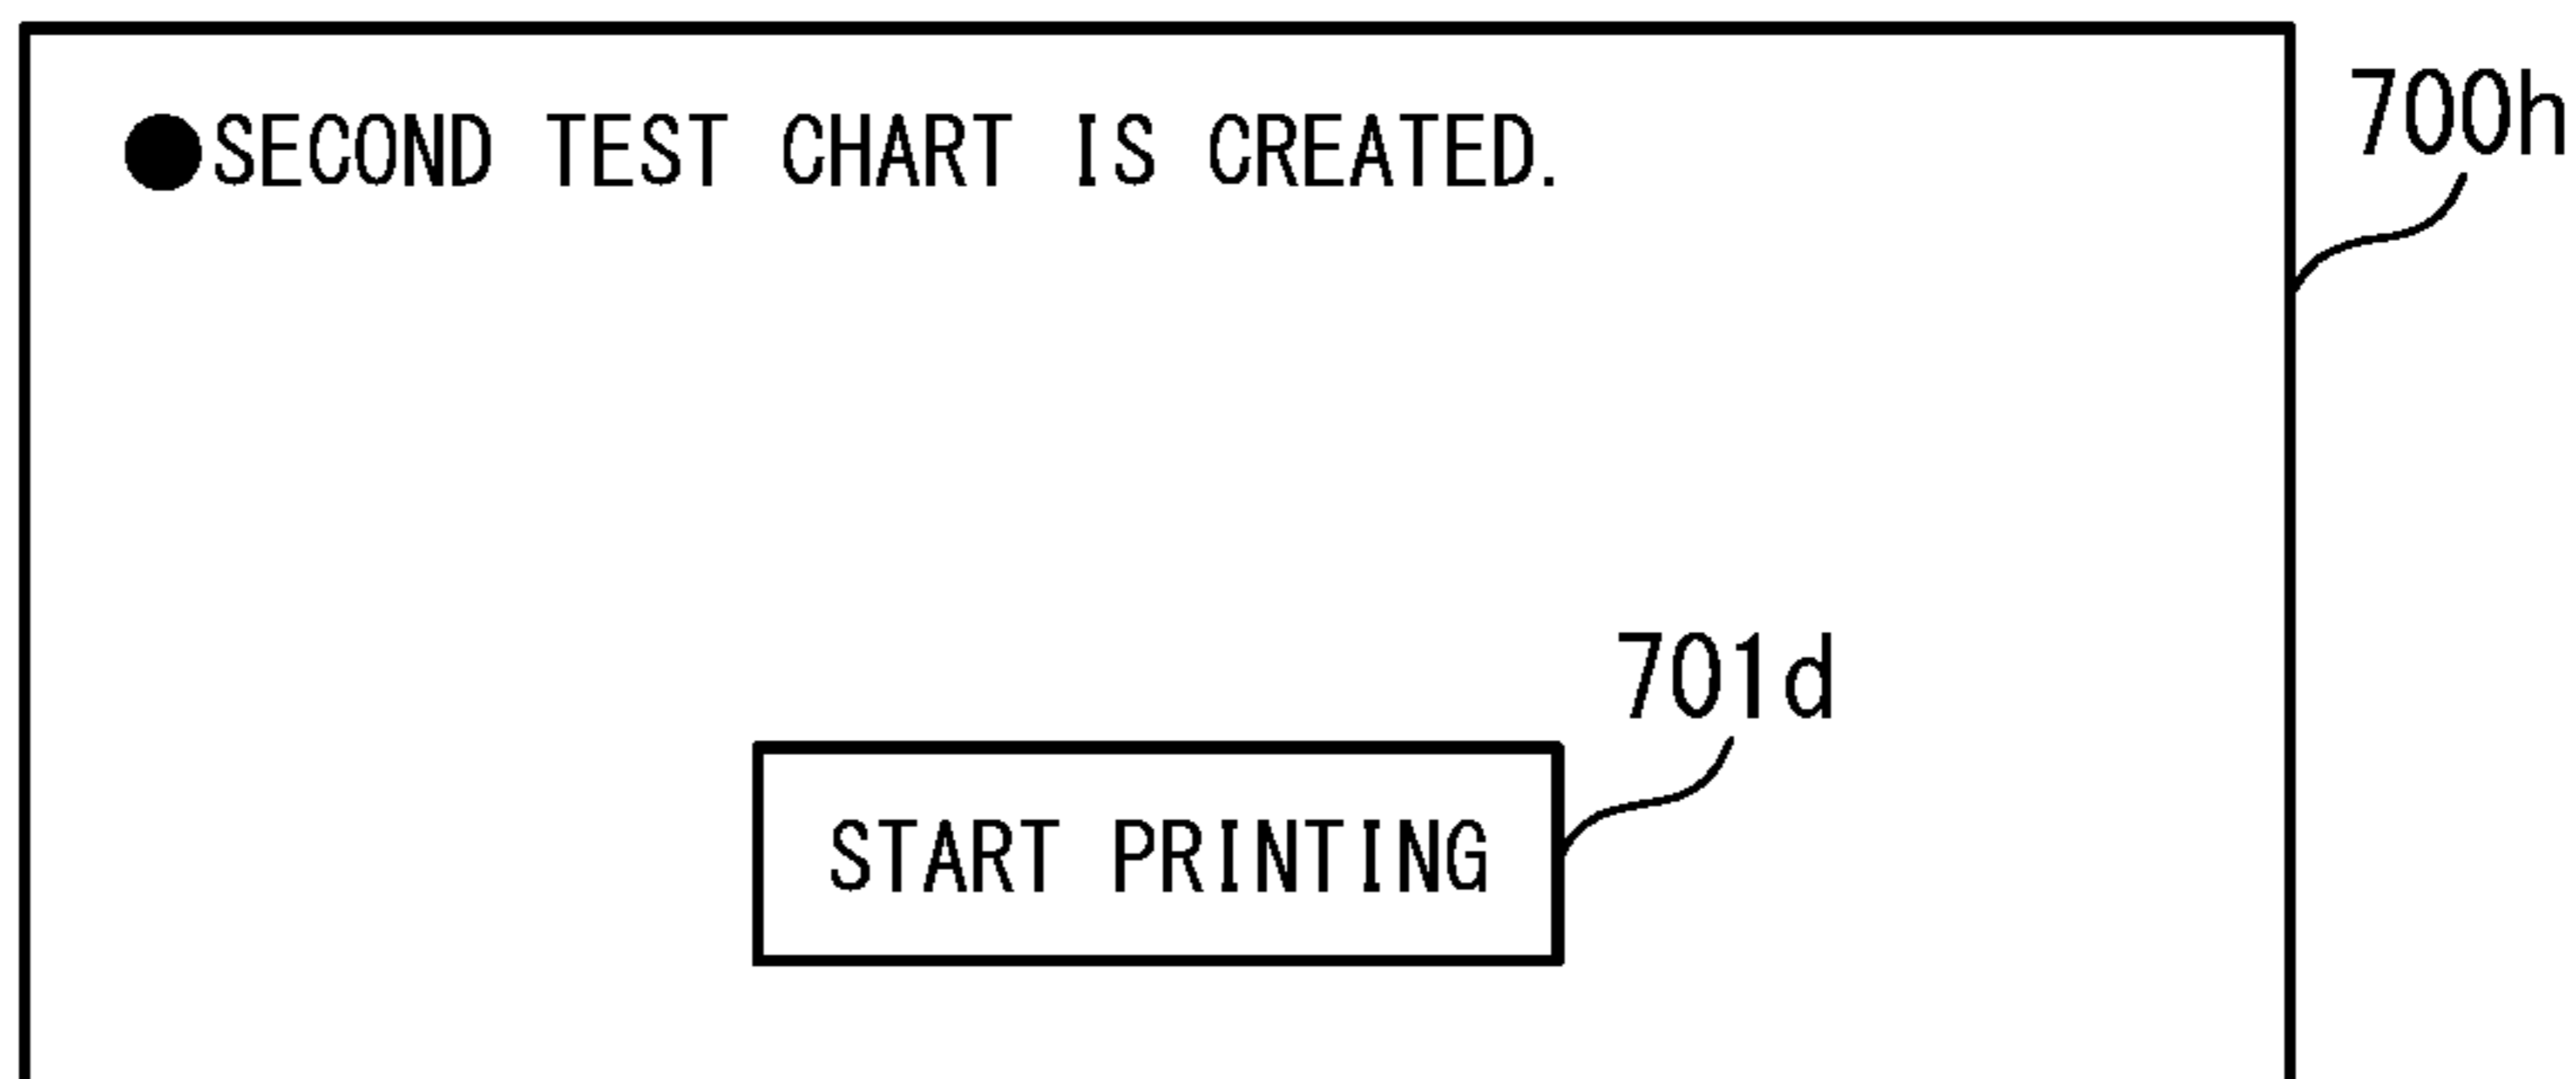 ●SECOND TEST CHART IS CREATED.
700h
701d
START PRINTING